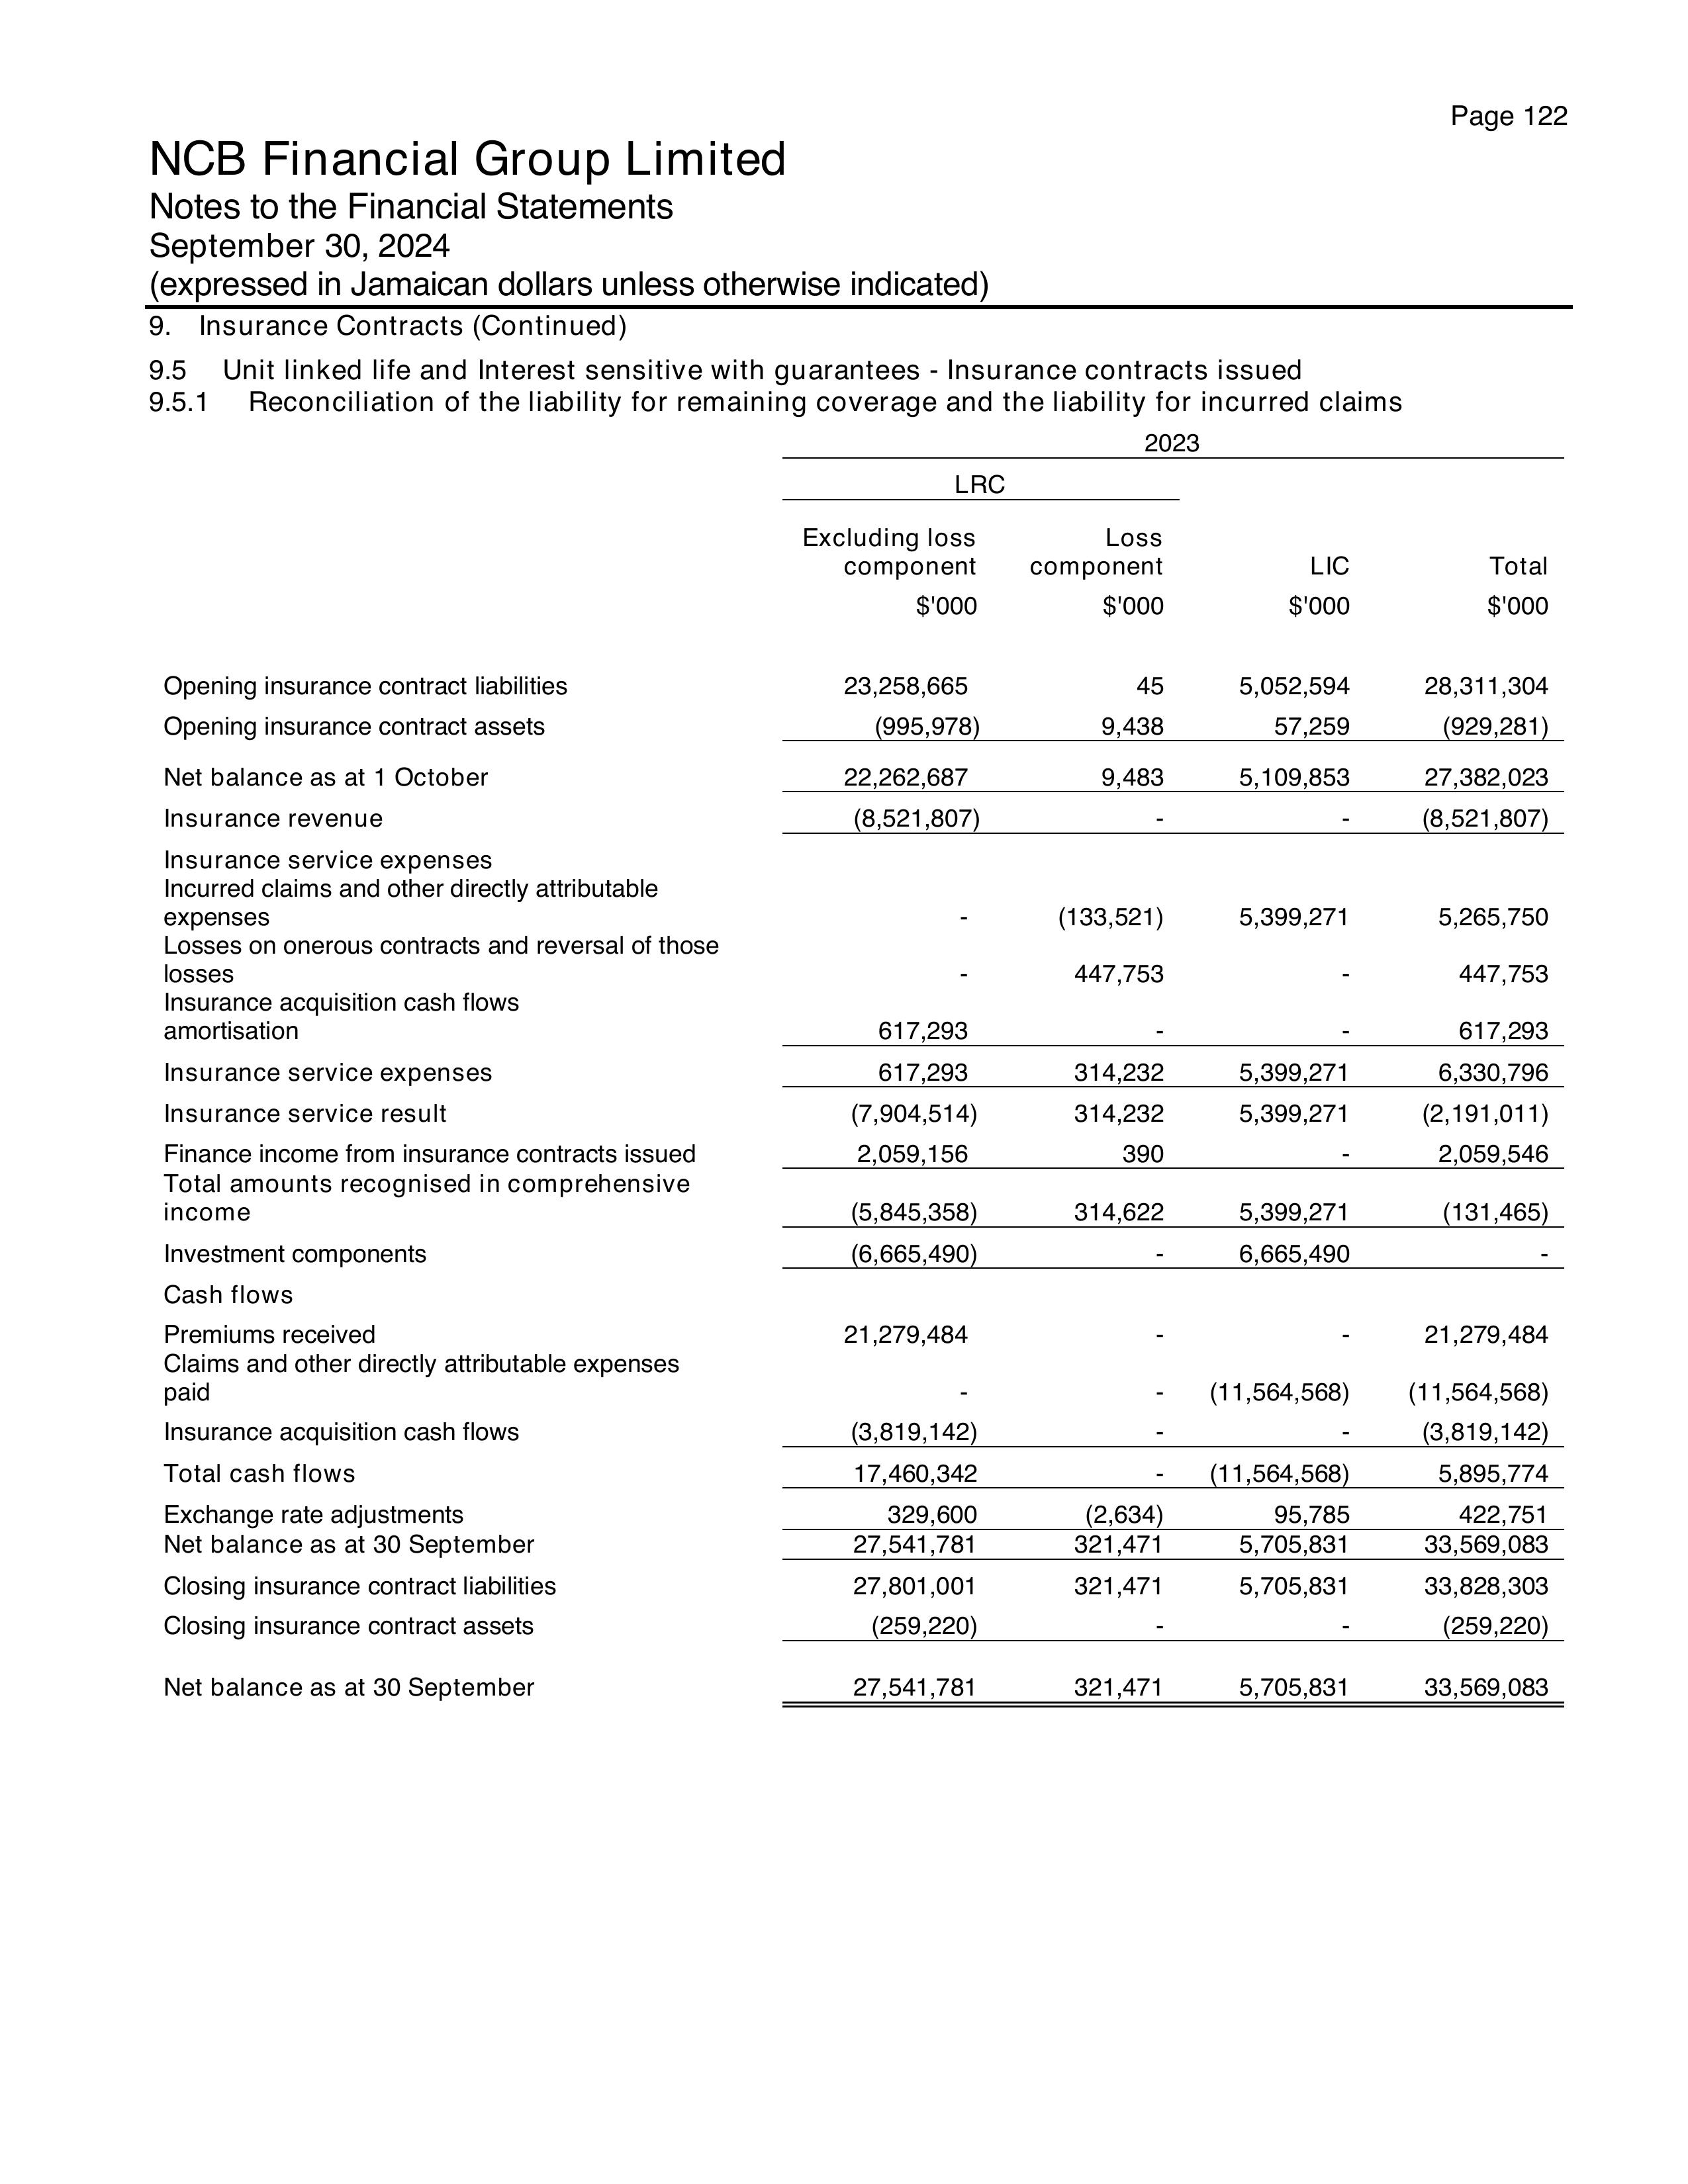 Page 122
NCB Financial Group Limited
Notes to the Financial Statements
September 30, 2024
(expressed in Jamaican dollars unless otherwise indicated)
9. Insurance Contracts (Continued)
9.5 Unit linked life and Interest sensitive with guarantees - Insurance contracts issued
9.5.1 Reconciliation of the liability for remaining coverage and the liability for incurred claims
2023
LRC
Excluding loss Loss
component component LIC Total
$'000 $'000 $'000 $'000
Opening insurance contract liabilities 23,258,665 45 5,052,594 28,311,304
Opening insurance contract assets (995,978) 9,438 57,259 (929,281)
Net balance as at 1 October 22,262,687 9,483 5,109,853 27,382,023
Insurance revenue (8,521,807) - - (8,521,807)
Insurance service expenses
Incurred claims and other directly attributable
expenses - (133,521) 5,399,271 5,265,750
Losses on onerous contracts and reversal of those
losses - 447,753 - 447,753
Insurance acquisition cash flows
amortisation 617,293 - - 617,293
Insurance service expenses 617,293 314,232 5,399,271 6,330,796
Insurance service result (7,904,514) 314,232 5,399,271 (2,191,011)
Finance income from insurance contracts issued 2,059,156 390 - 2,059,546
Total amounts recognised in comprehensive
income (5,845,358) 314,622 5,399,271 (131,465)
Investment components (6,665,490) - 6,665,490 -
Cash flows
Premiums received 21,279,484 - - 21,279,484
Claims and other directly attributable expenses
paid - - (11,564,568) (11,564,568)
Insurance acquisition cash flows (3,819,142) - - (3,819,142)
Total cash flows 17,460,342 - (11,564,568) 5,895,774
Exchange rate adjustments 329,600 (2,634) 95,785 422,751
Net balance as at 30 September 27,541,781 321,471 5,705,831 33,569,083
Closing insurance contract liabilities 27,801,001 321,471 5,705,831 33,828,303
Closing insurance contract assets (259,220) - - (259,220)
Net balance as at 30 September 27,541,781 321,471 5,705,831 33,569,083